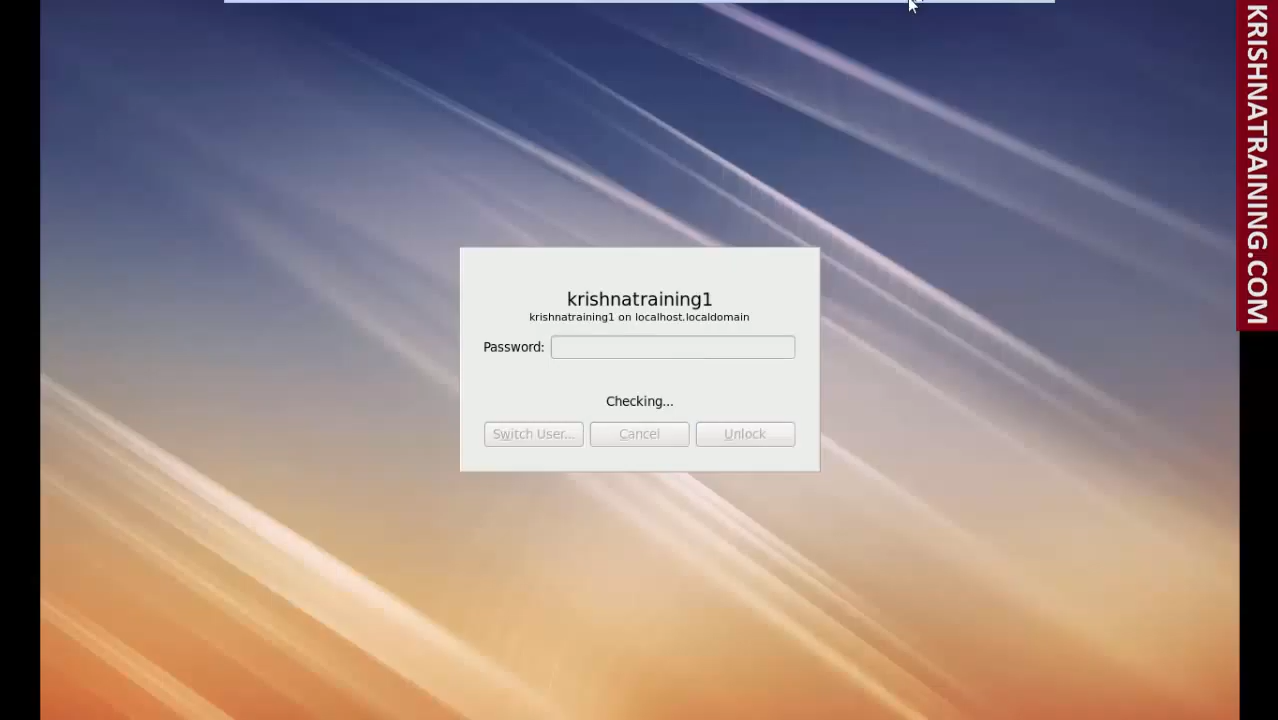 krishnatraining1
krishnatraining1 on localhost.localdomain
Password:
Checking...
Switch User... Cancel Unlock
KRISHNATRAINING.COM